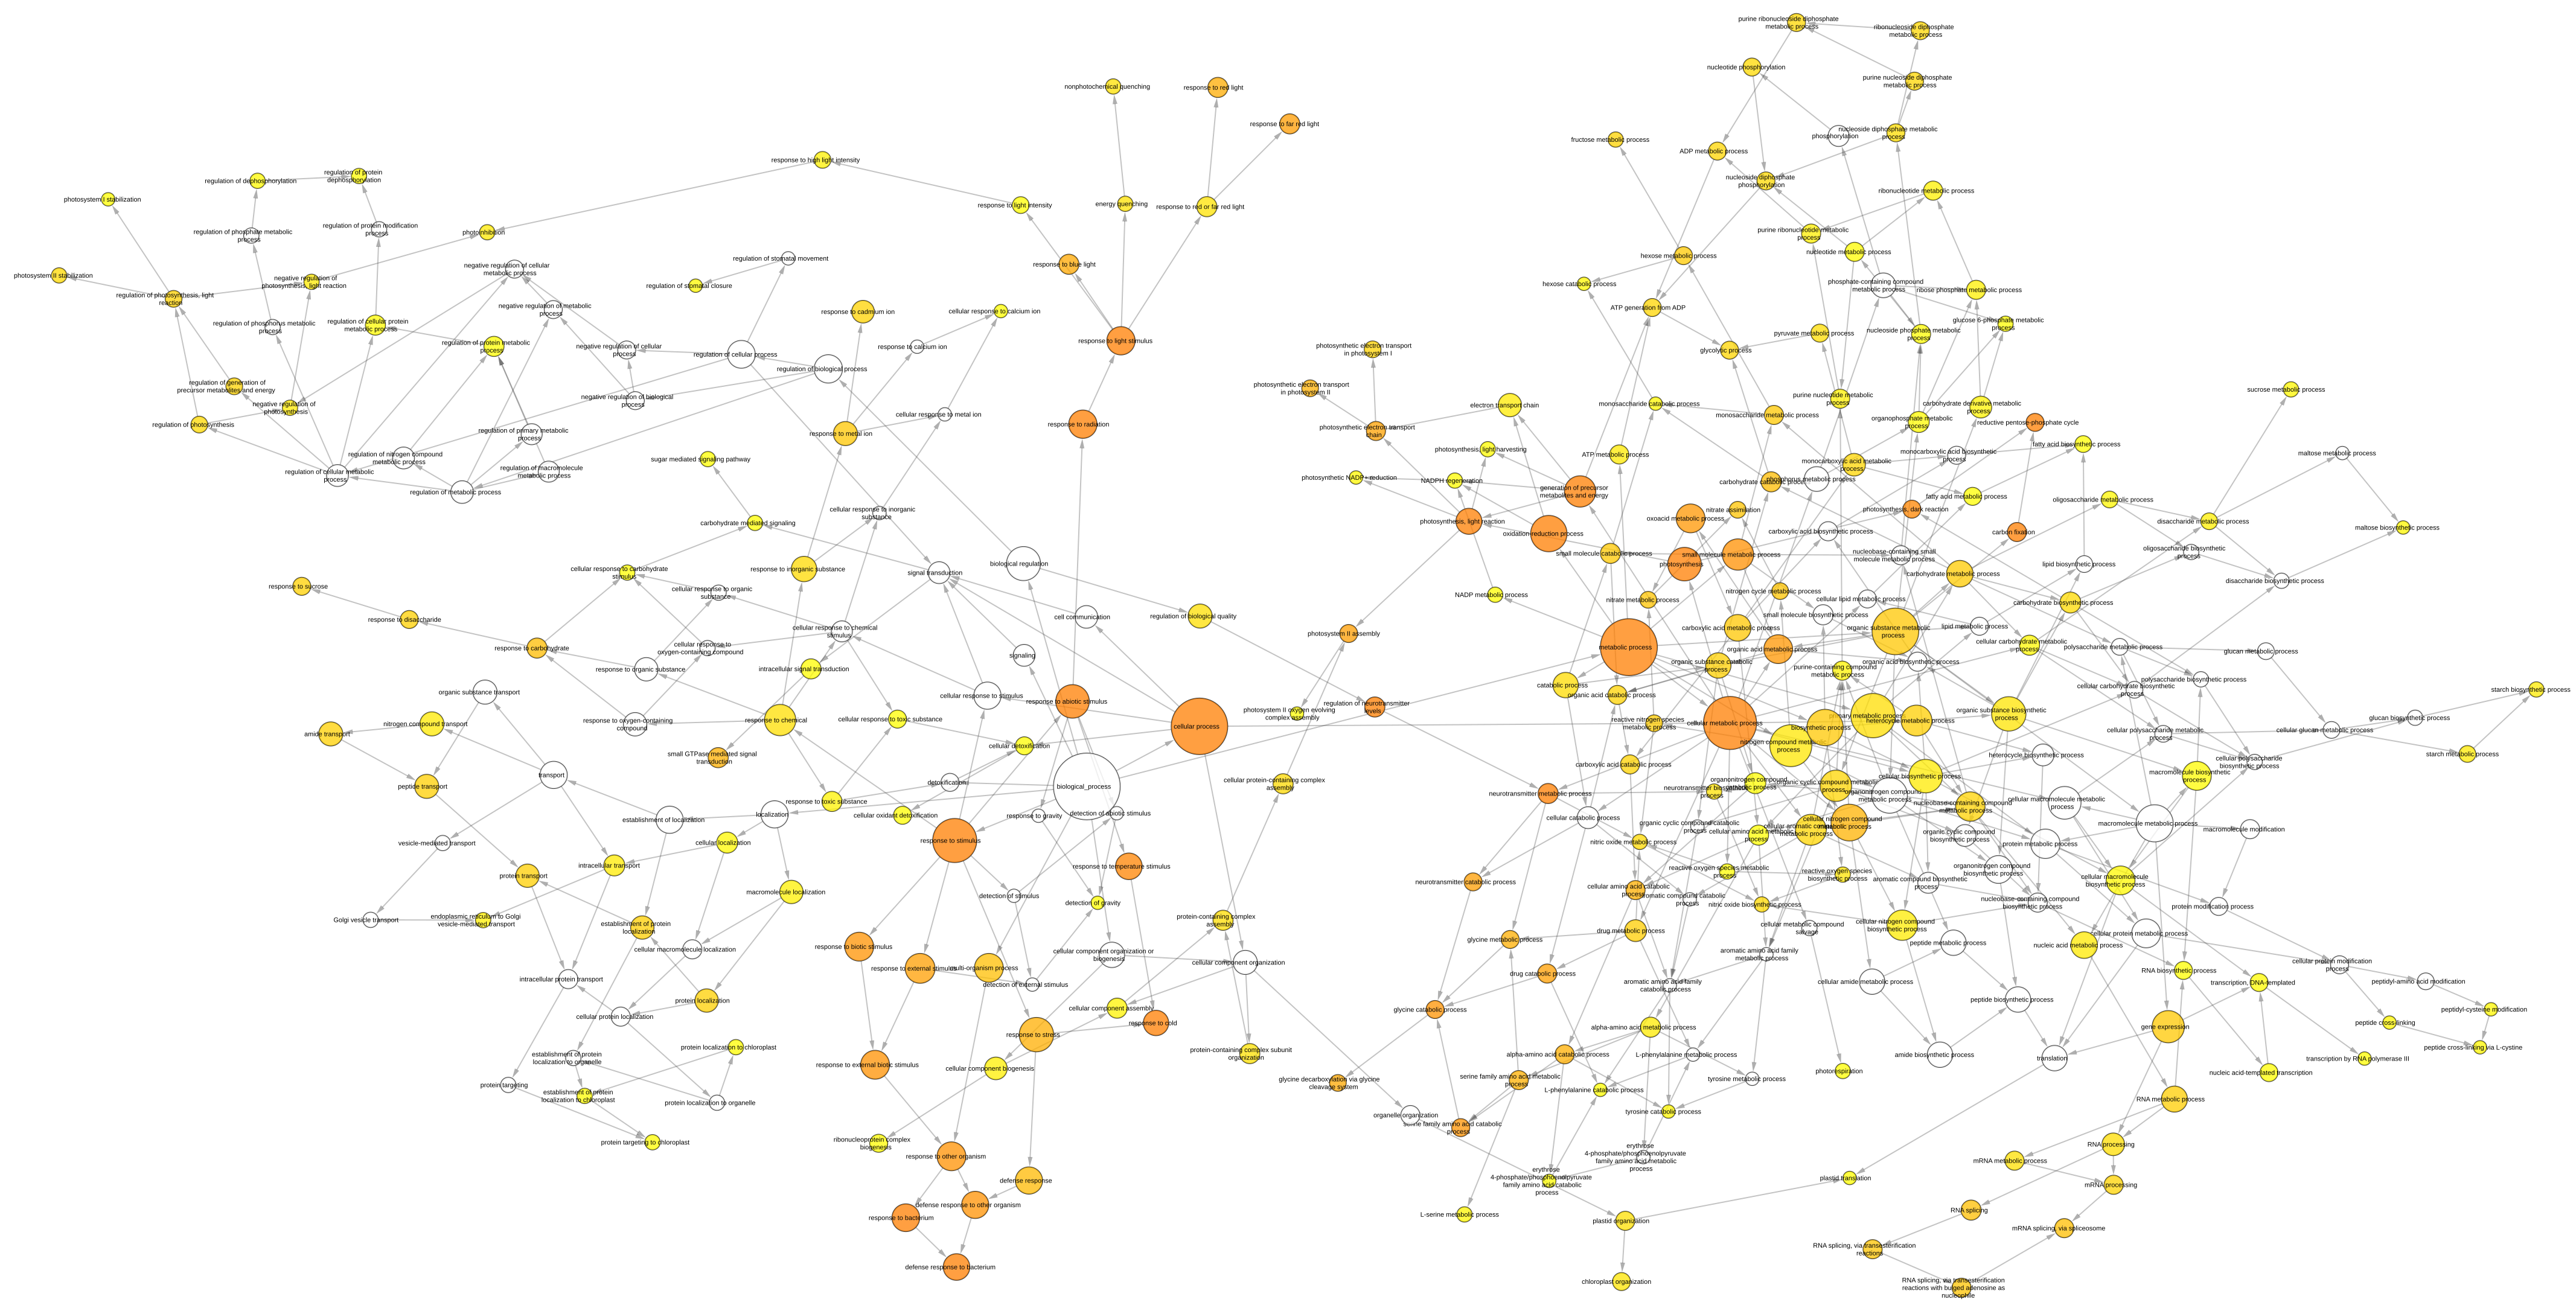 purine ribonucleoside diphosphate
metabolic process
ribonucleoside diphosphate
metabolic process
nucleotide phosphorylation
purine nucleoside diphosphate
metabolic process
nonphotochemical quenching
response to red light
response to far red light
phosphorylation
nucleoside diphosphate metabolic
process
fructose metabolic process
ADP metabolic process
response to high light intensity
regulation of protein
dephosphorylation
regulation of dephosphorylation
nucleoside diphosphate
phosphorylation
ribonucleotide metabolic process
photosystem I stabilization
response to light intensity
energy quenching
response to red or far red light
regulation of phosphate metabolic
process
regulation of protein modification
process
photoinhibition
purine ribonucleotide metabolic
process
nucleotide metabolic process
regulation of stomatal movement
hexose metabolic process
response to blue light
negative regulation of cellular
metabolic process
photosystem II stabilization
negative regulation of
photosynthesis, light reaction
regulation of stomatal closure
hexose catabolic process
phosphate-containing compound
metabolic process
ribose phosphate metabolic process
regulation of photosynthesis, light
reaction
negative regulation of metabolic
process
response to cadmium ion
cellular response to calcium ion
ATP generation from ADP
regulation of phosphorus metabolic
process
regulation of cellular protein
metabolic process
glucose 6-phosphate metabolic
process
pyruvate metabolic process
nucleoside phosphate metabolic
process
regulation of protein metabolic
process
negative regulation of cellular
process
regulation of cellular process
response to calcium ion
response to light stimulus
photosynthetic electron transport
in photosystem I
glycolytic process
regulation of biological process
regulation of generation of
precursor metabolites and energy
photosynthetic electron transport
in photosystem II
sucrose metabolic process
negative regulation of biological
process
purine nucleotide metabolic
process
negative regulation of
photosynthesis
electron transport chain
monosaccharide catabolic process
carbohydrate derivative metabolic
process
cellular response to metal ion
monosaccharide metabolic process
organophosphate metabolic
process
reductive pentose-phosphate cycle
regulation of photosynthesis
response to radiation
response to metal ion
photosynthetic electron transport
chain
regulation of primary metabolic
process
fatty acid biosynthetic process
maltose metabolic process
regulation of nitrogen compound
metabolic process
sugar mediated signaling pathway
photosynthesis, light harvesting
ATP metabolic process
monocarboxylic acid biosynthetic
process
monocarboxylic acid metabolic
process
regulation of cellular metabolic
process
regulation of macromolecule
metabolic process
photosynthetic NADP+ reduction
NADPH regeneration
phosphorus metabolic process
regulation of metabolic process
generation of precursor
metabolites and energy
fatty acid metabolic process
oligosaccharide metabolic process
nitrate assimilation
photosynthesis, dark reaction
cellular response to inorganic
substance
carbohydrate mediated signaling
photosynthesis, light reaction
oxoacid metabolic process
disaccharide metabolic process
maltose biosynthetic process
oxidation-reduction process
carboxylic acid biosynthetic process
carbon fixation
small molecule catabolic process
small molecule metabolic process
nucleobase-containing small
molecule metabolic process
oligosaccharide biosynthetic
process
biological regulation
photosynthesis
lipid biosynthetic process
cellular response to carbohydrate
stimulus
response to inorganic substance
signal transduction
carbohydrate metabolic process
disaccharide biosynthetic process
response to sucrose
cellular response to organic
substance
NADP metabolic process
nitrate metabolic process
nitrogen cycle metabolic process
cellular lipid metabolic process
carbohydrate biosynthetic process
response to disaccharide
cell communication
regulation of biological quality
small molecule biosynthetic process
cellular response to chemical
stimulus
photosystem II assembly
carboxylic acid metabolic process
organic substance metabolic
process
lipid metabolic process
response to carbohydrate
cellular response to
oxygen-containing compound
metabolic process
organic acid metabolic process
cellular carbohydrate metabolic
process
polysaccharide metabolic process
glucan metabolic process
signaling
response to organic substance
intracellular signal transduction
organic substance catabolic
process
organic acid biosynthetic process
purine-containing compound
metabolic process
organic substance transport
cellular response to stimulus
catabolic process
organic acid catabolic process
polysaccharide biosynthetic process
cellular carbohydrate biosynthetic
process
starch biosynthetic process
response to abiotic stimulus
regulation of neurotransmitter
levels
photosystem II oxygen evolving
complex assembly
nitrogen compound transport
response to oxygen-containing
compound
response to chemical
cellular response to toxic substance
cellular process
cellular metabolic process
reactive nitrogen species
metabolic process
biosynthetic process
primary metabolic process
heterocycle metabolic process
organic substance biosynthetic
process
glucan biosynthetic process
amide transport
cellular glucan metabolic process
cellular polysaccharide metabolic
process
cellular detoxification
nitrogen compound metabolic
process
small GTPase mediated signal
transduction
heterocycle biosynthetic process
starch metabolic process
carboxylic acid catabolic process
cellular polysaccharide
biosynthetic process
transport
detoxification
biological_process
cellular protein-containing complex
assembly
cellular biosynthetic process
macromolecule biosynthetic
process
peptide transport
neurotransmitter metabolic process
neurotransmitter biosynthetic
process
organonitrogen compound
catabolic process
organic cyclic compound metabolic
process
organonitrogen compound
metabolic process
response to toxic substance
cellular oxidant detoxification
response to gravity
detection of abiotic stimulus
localization
establishment of localization
cellular catabolic process
nucleobase-containing compound
metabolic process
cellular macromolecule metabolic
process
organic cyclic compound catabolic
process
cellular amino acid metabolic
process
cellular aromatic compound
metabolic process
cellular nitrogen compound
metabolic process
macromolecule metabolic process
macromolecule modification
organic cyclic compound
biosynthetic process
vesicle-mediated transport
cellular localization
response to stimulus
nitric oxide metabolic process
protein metabolic process
intracellular transport
response to temperature stimulus
reactive oxygen species metabolic
process
reactive oxygen species
biosynthetic process
organonitrogen compound
biosynthetic process
protein transport
neurotransmitter catabolic process
cellular amino acid catabolic
process
aromatic compound biosynthetic
process
cellular macromolecule
biosynthetic process
macromolecule localization
detection of stimulus
detection of gravity
aromatic compound catabolic
process
nitric oxide biosynthetic process
nucleobase-containing compound
biosynthetic process
protein modification process
Golgi vesicle transport
endoplasmic reticulum to Golgi
vesicle-mediated transport
establishment of protein
localization
protein-containing complex
assembly
drug metabolic process
cellular metabolic compound
salvage
cellular nitrogen compound
biosynthetic process
cellular protein metabolic process
response to biotic stimulus
cellular macromolecule localization
cellular component organization or
biogenesis
glycine metabolic process
peptide metabolic process
nucleic acid metabolic process
aromatic amino acid family
metabolic process
response to external stimulus
multi-organism process
cellular component organization
cellular protein modification
process
RNA biosynthetic process
intracellular protein transport
detection of external stimulus
drug catabolic process
aromatic amino acid family
catabolic process
cellular amide metabolic process
transcription, DNA-templated
peptidyl-amino acid modification
protein localization
cellular component assembly
glycine catabolic process
peptide biosynthetic process
peptidyl-cysteine modification
cellular protein localization
response to cold
response to stress
alpha-amino acid metabolic process
gene expression
peptide cross-linking
protein localization to chloroplast
establishment of protein
localization to organelle
protein-containing complex subunit
organization
alpha-amino acid catabolic process
L-phenylalanine metabolic process
amide biosynthetic process
translation
transcription by RNA polymerase III
peptide cross-linking via L-cystine
response to external biotic stimulus
cellular component biogenesis
photorespiration
nucleic acid-templated transcription
protein targeting
establishment of protein
localization to chloroplast
glycine decarboxylation via glycine
cleavage system
serine family amino acid metabolic
process
tyrosine metabolic process
L-phenylalanine catabolic process
protein localization to organelle
RNA metabolic process
tyrosine catabolic process
organelle organization
serine family amino acid catabolic
process
protein targeting to chloroplast
ribonucleoprotein complex
biogenesis
RNA processing
response to other organism
erythrose
4-phosphate/phosphoenolpyruvate
family amino acid metabolic
process
mRNA metabolic process
erythrose
4-phosphate/phosphoenolpyruvate
family amino acid catabolic
process
defense response
plastid translation
mRNA processing
defense response to other organism
response to bacterium
L-serine metabolic process
plastid organization
RNA splicing
mRNA splicing, via spliceosome
RNA splicing, via transesterification
reactions
defense response to bacterium
chloroplast organization
RNA splicing, via transesterification
reactions with bulged adenosine as
nucleophile